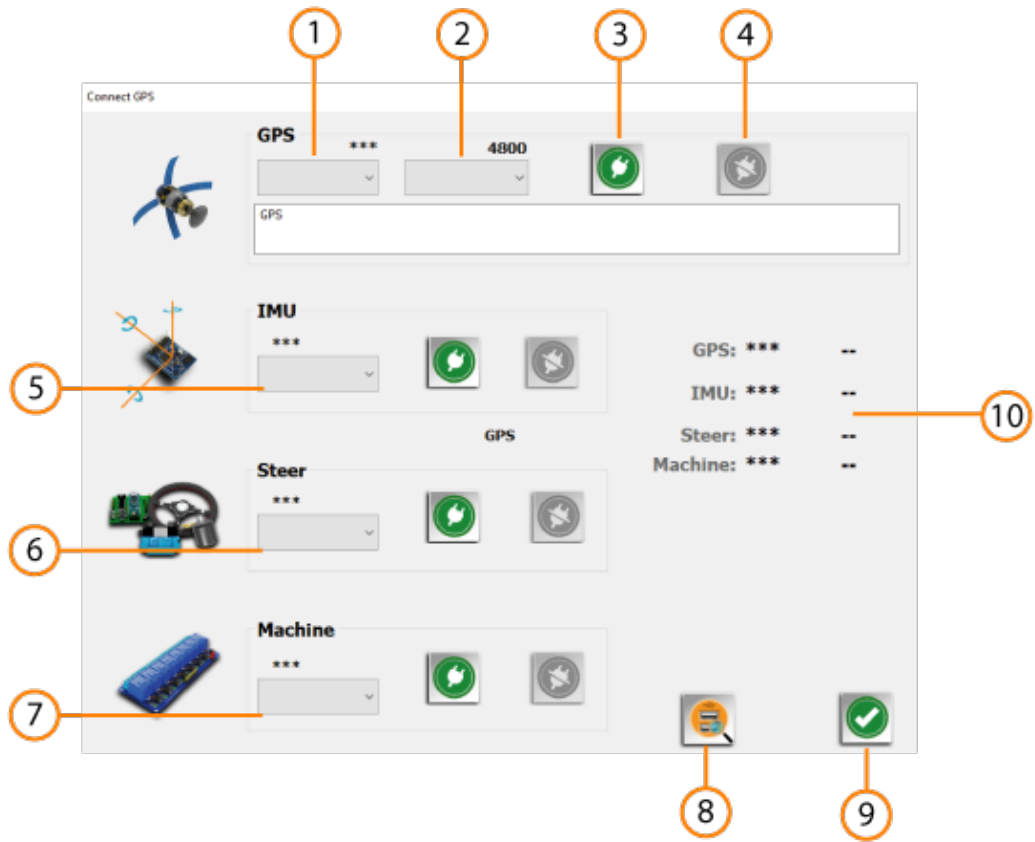 1 2 3 4
Connect GPS
GPS *** 4800
GPS
IMU
***
5
GPS: *** --
IMU: *** --
10
GPS
Steer: *** --
Steer
Machine: *** --
***
6
Machine
***
7
8 9